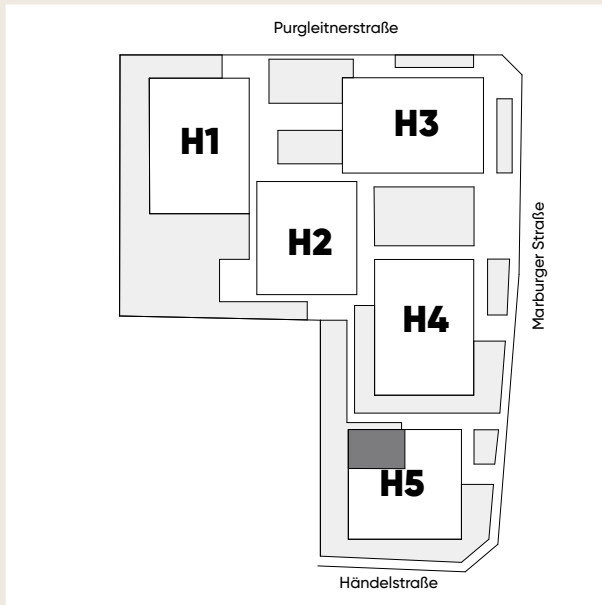 Purgleitnerstraße
H3
H1
Marburger Straße
H2
H4
H5
Händelstraße